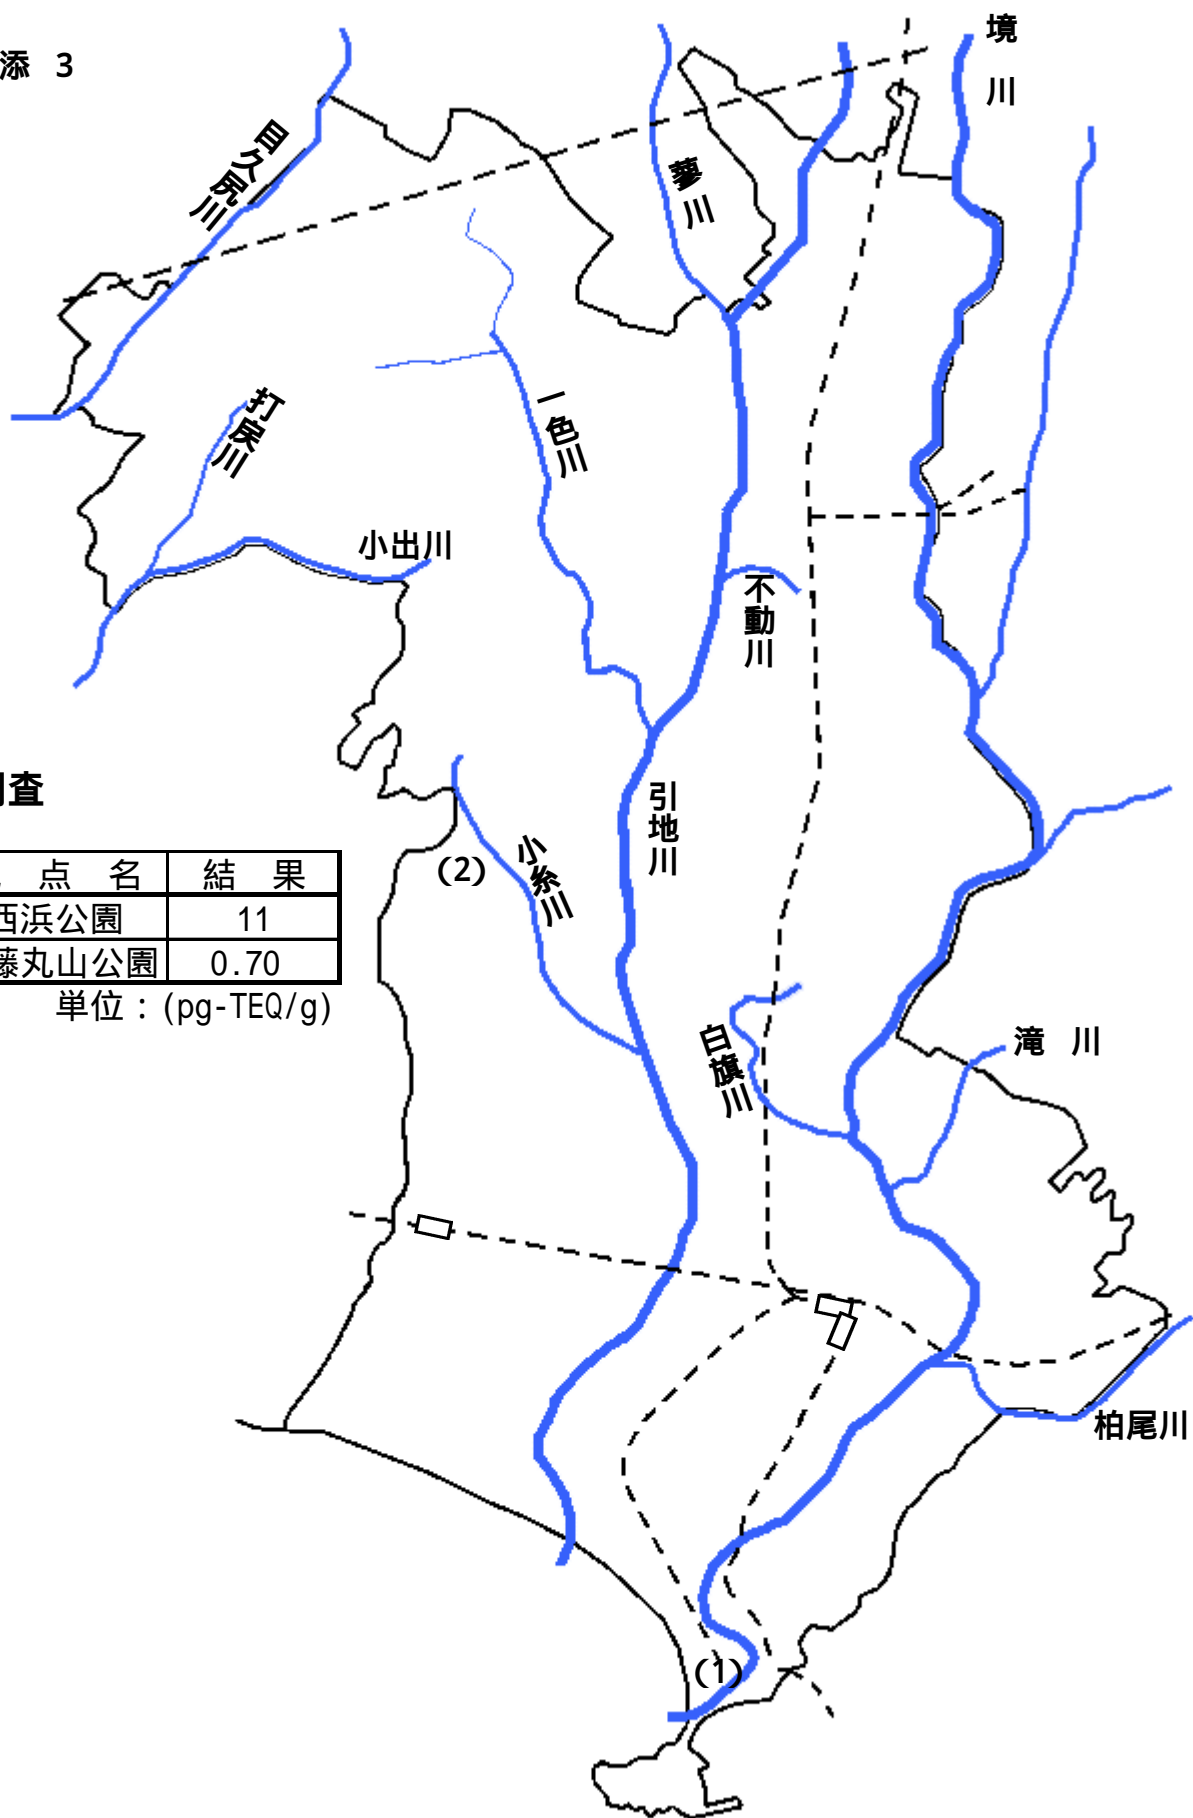 添 3
境川
目久尻川
蓼川
打戻川
一色川
小出川
不動川
引地川
査
(2)
小糸川
点 名 結 果
西浜公園 11
藤丸山公園 0.70
単位：(pg-TEQ/g)
白旗川
滝 川
柏尾川
(1)